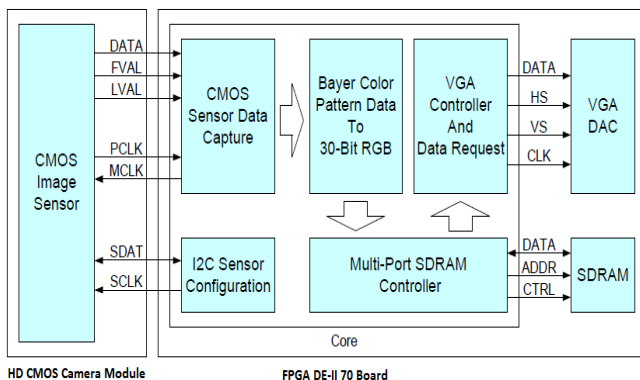 CMOS
Image
Sensor
DATA
FVAL
LVAL
PCLK
MCLK
SDAT
SCLK
CMOS
Sensor Data
Capture
Bayer Color
Pattern Data
To
30-Bit RGB
VGA
Controller
And
Data Request
DATA
HS
VS
CLK
VGA
DAC
I2C Sensor
Configuration
Multi-Port SDRAM
Controller
DATA
ADDR
CTRL
SDRAM
Core
HD CMOS Camera Module
FPGA DE-II 70 Board